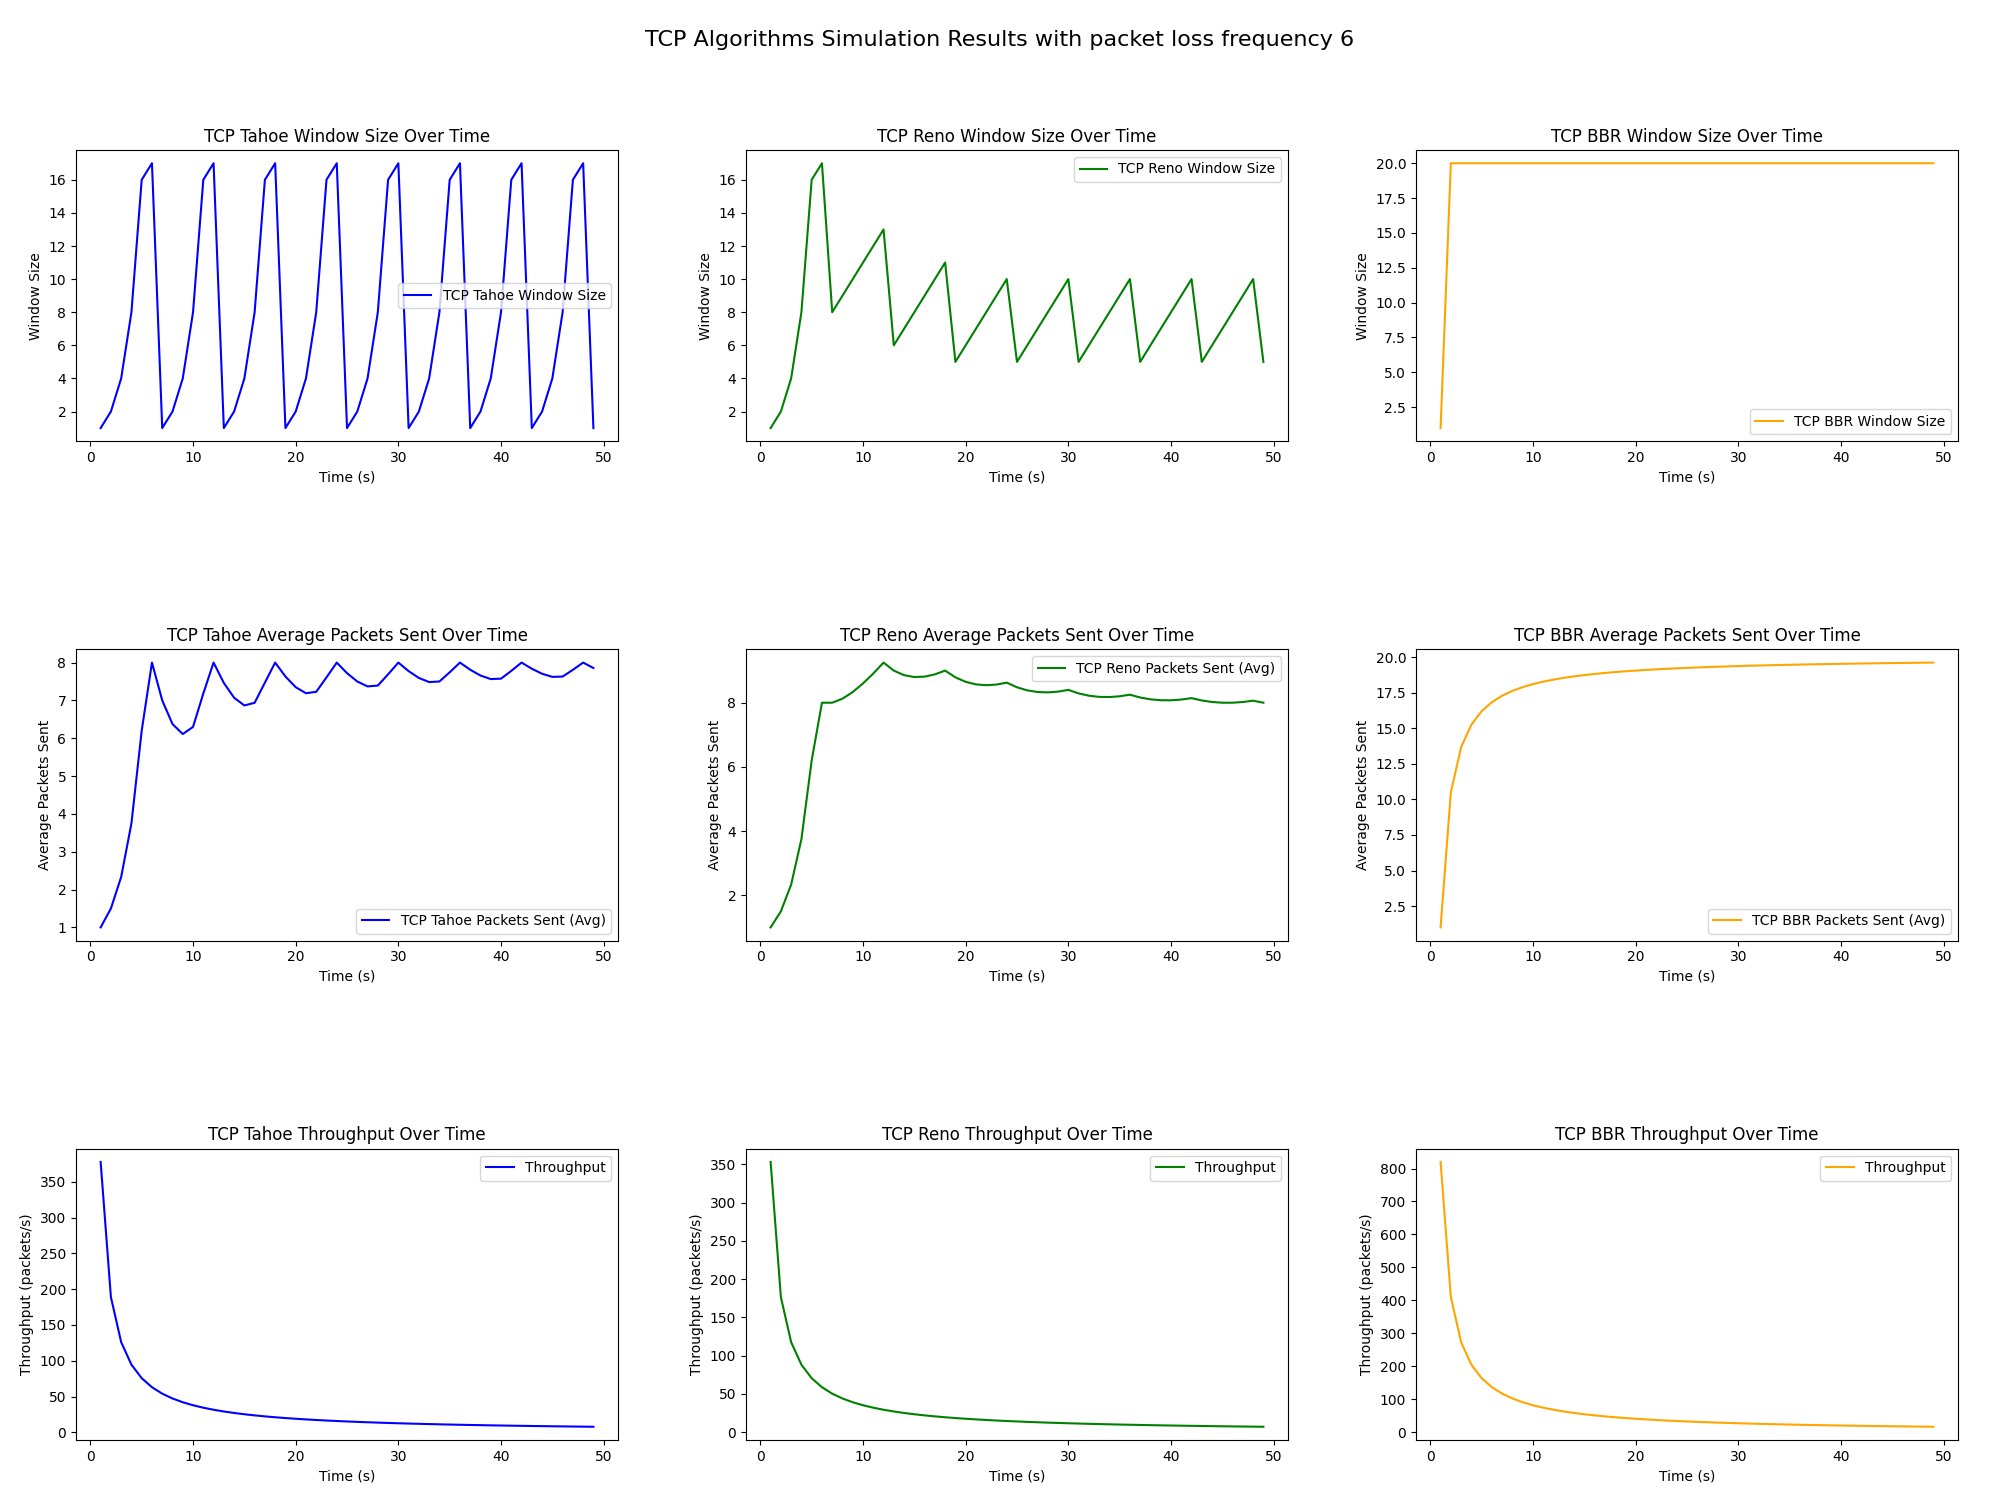 TCP Algorithms Simulation Results with packet loss frequency 6
TCP Tahoe Window Size Over Time
Window Size
16
14
12
10
8
6
4
2
TCP Tahoe Window Size
0 10 20 30 40 50
Time (s)
TCP Reno Window Size Over Time
Window Size
16
14
12
10
8
6
4
2
TCP Reno Window Size
0 10 20 30 40 50
Time (s)
TCP BBR Window Size Over Time
Window Size
20.0
17.5
15.0
12.5
10.0
7.5
5.0
2.5
TCP BBR Window Size
0 10 20 30 40 50
Time (s)
TCP Tahoe Average Packets Sent Over Time
Average Packets Sent
8
7
6
5
4
3
2
1
TCP Tahoe Packets Sent (Avg)
0 10 20 30 40 50
Time (s)
TCP Reno Average Packets Sent Over Time
Average Packets Sent
8
6
4
2
TCP Reno Packets Sent (Avg)
0 10 20 30 40 50
Time (s)
TCP BBR Average Packets Sent Over Time
Average Packets Sent
20.0
17.5
15.0
12.5
10.0
7.5
5.0
2.5
TCP BBR Packets Sent (Avg)
0 10 20 30 40 50
Time (s)
TCP Tahoe Throughput Over Time
Throughput (packets/s)
350
300
250
200
150
100
50
0
Throughput
0 10 20 30 40 50
Time (s)
TCP Reno Throughput Over Time
Throughput (packets/s)
350
300
250
200
150
100
50
0
Throughput
0 10 20 30 40 50
Time (s)
TCP BBR Throughput Over Time
Throughput (packets/s)
800
700
600
500
400
300
200
100
0
Throughput
0 10 20 30 40 50
Time (s)